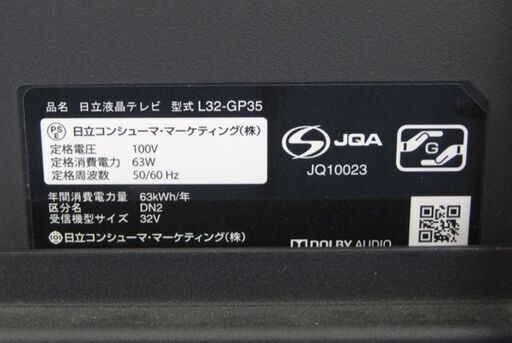 品名 日立液晶テレビ 型式 L32-GP35
PS
E
日立コンシューマ・マーケティング(株)
定格電圧 100V
定格消費電力 63W
定格周波数 50/60 Hz
年間消費電力量 63kWh/年
区分名 DN2
受信機型サイズ 32V
日立コンシューマ・マーケティング(株)
JQA
JQ10023
G
DOLBY AUDIO